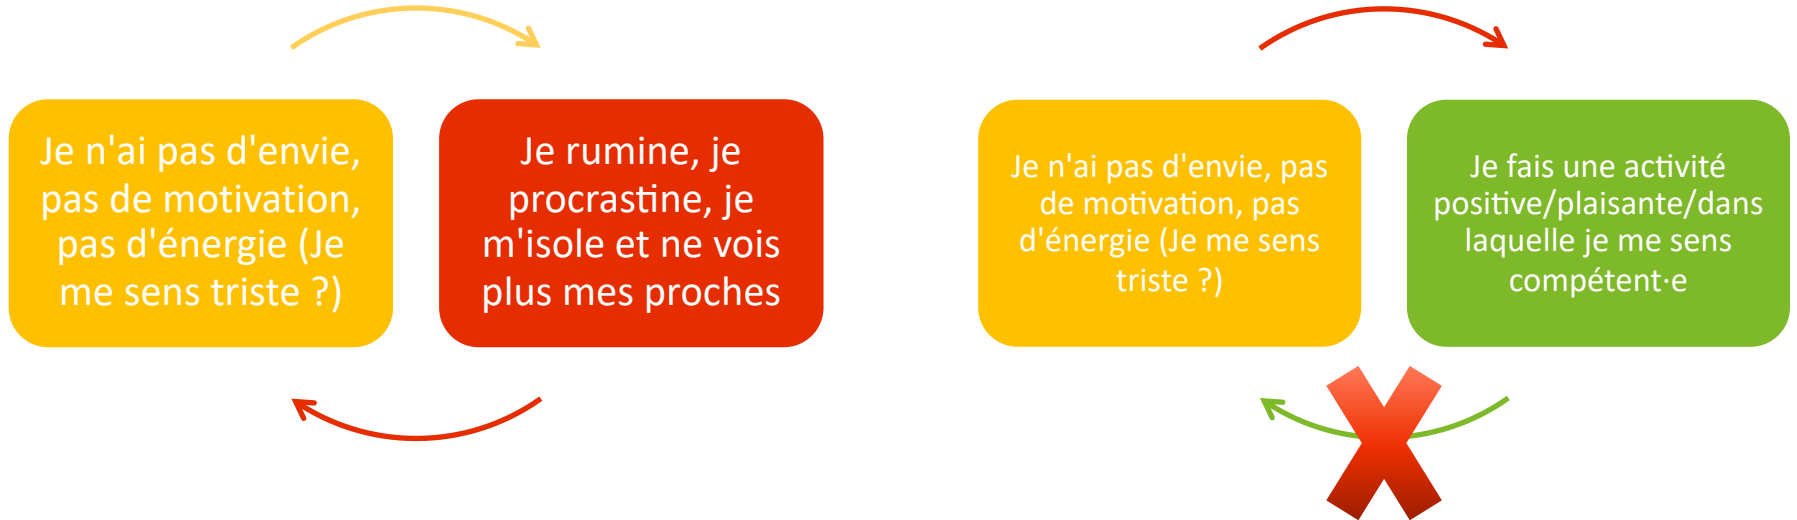 Je n'ai pas d'envie,
pas de motivation,
pas d'énergie (Je
me sens triste ?)
Je rumine, je
procrastine, je
m'isole et ne vois
plus mes proches
Je n'ai pas d'envie, pas
de motivation, pas
d'énergie (Je me sens
triste ?)
Je fais une activité
positive/plaisante/dans
laquelle je me sens
compétent·e